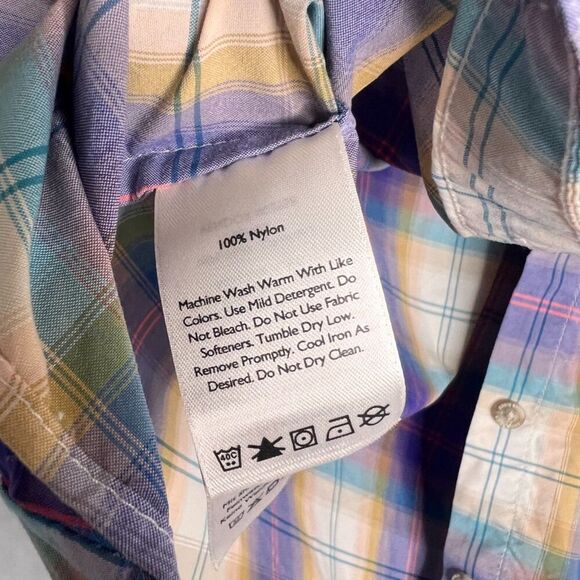 100% Nylon
Machine Wash Warm With Like
Colors. Use Mild Detergent. Do
Not Bleach. Do Not Use Fabric
Softeners. Tumble Dry Low.
Remove Promptly. Cool Iron As
Desired. Do Not Dry Clean.
40C